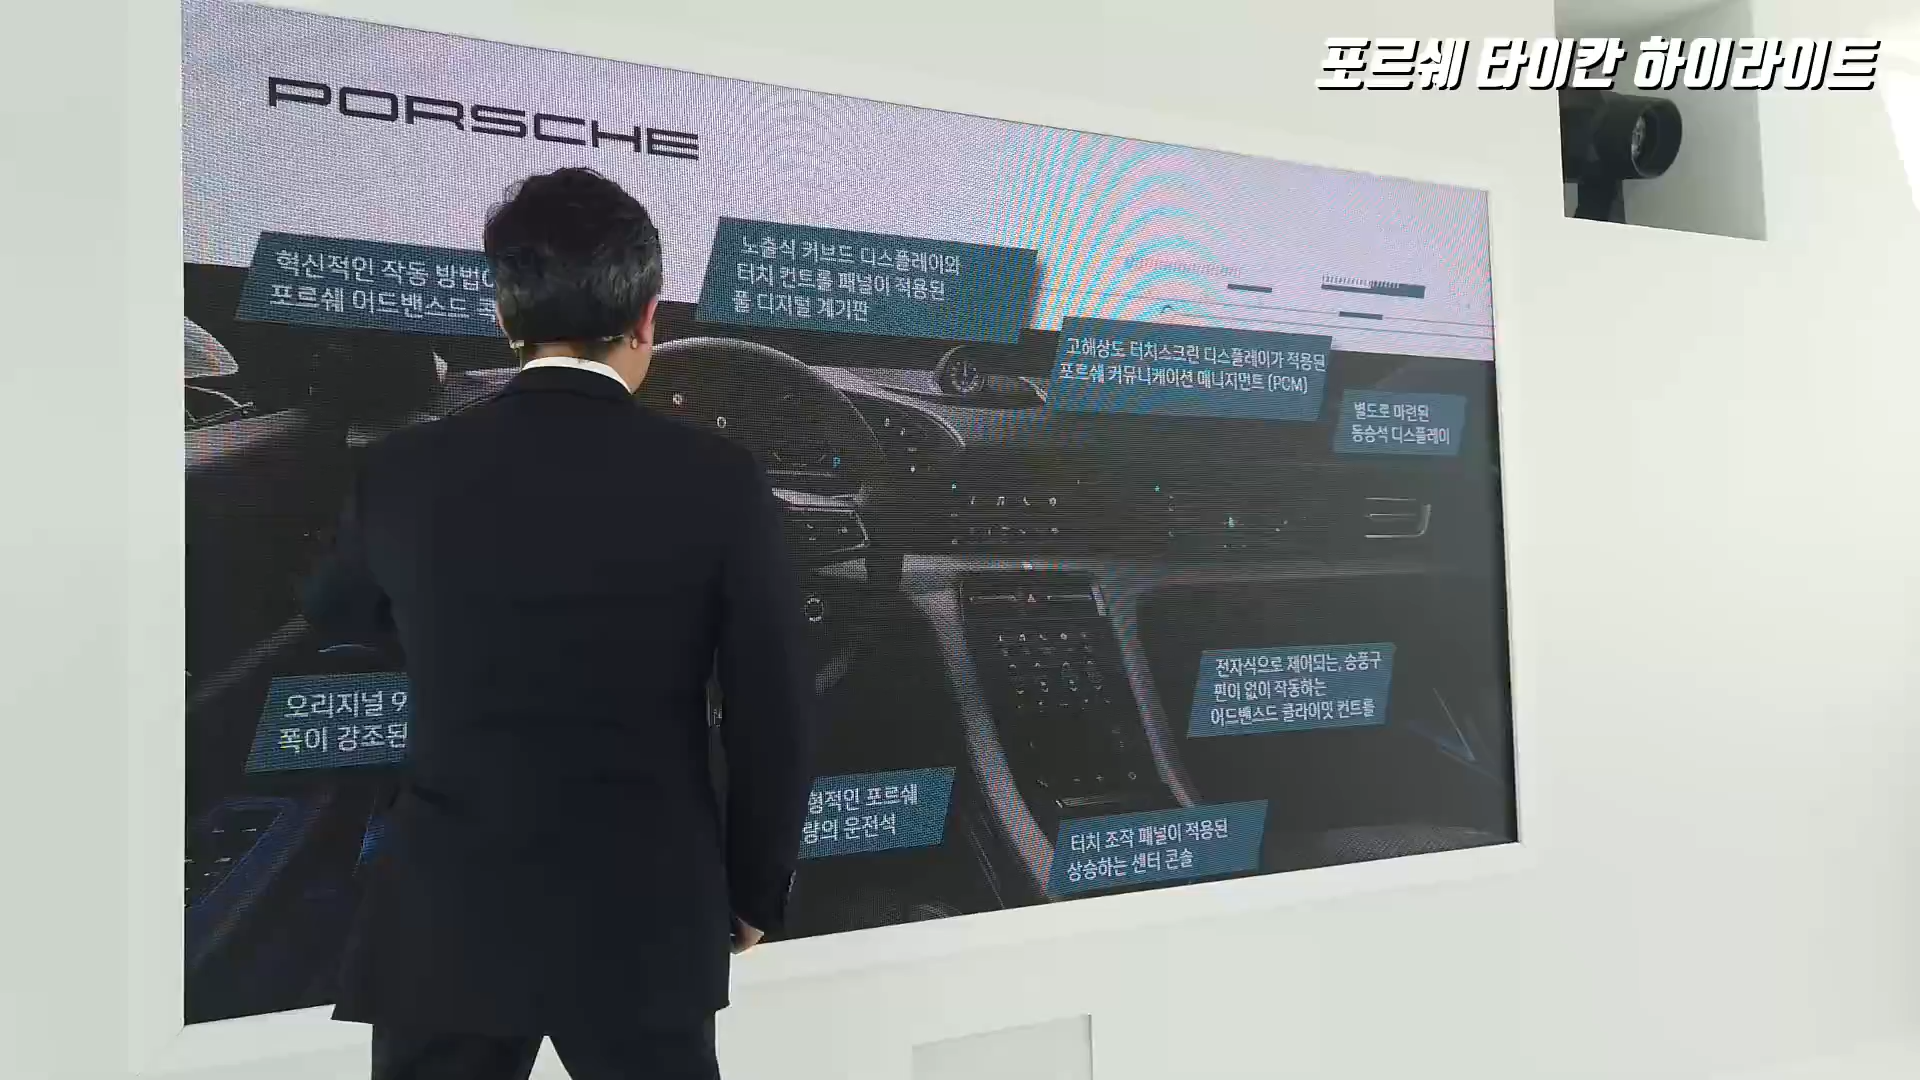 포르쉐 타이칸 하이라이트
PORSCHE
혁신적인 작동 방법이
포르쉐 어드밴스드 콕
노출식 커브드 디스플레이와
터치 컨트롤 패널이 적용된
풀 디지털 계기판
고해상도 터치스크린 디스플레이가 적용된
포르쉐 커뮤니케이션 매니지먼트 (PCM)
별도로 마련된
동승석 디스플레이
전자식으로 제어되는, 송풍구
핀이 없이 작동하는
어드밴스드 클라이밋 컨트롤
오리지널 9
폭이 강조된
형적인 포르쉐
량의 운전석
터치 조작 패널이 적용된
상승하는 센터 콘솔